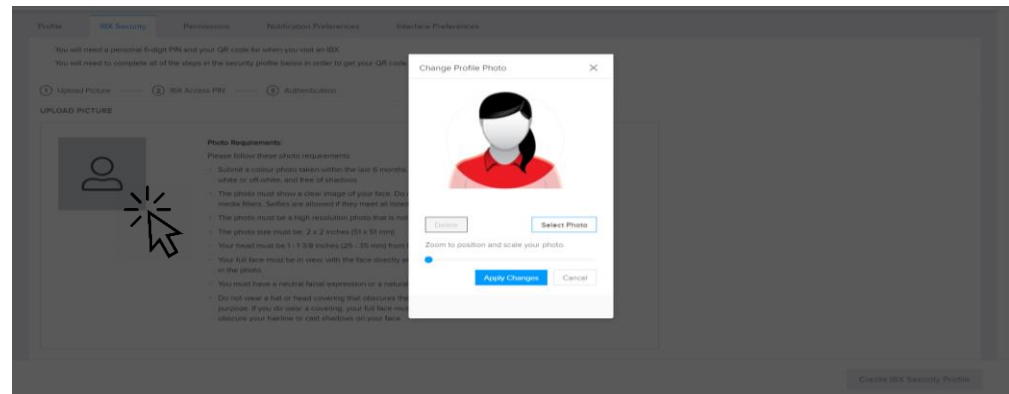 Profile
IBX Security
Permissions
Notification Preferences
Interface Preferences
You will need a personal 6-digit PIN and your QR code for when you visit an IBX
You will need to complete all of the steps in the security profile below in order to get your QR code
1 Upload Picture
2 IBX Access PIN
3 Authentication
UPLOAD PICTURE
Photo Requirements:
Please follow these photo requirements
Submit a colour photo taken within the last 6 months,
white or off-white, and free of shadows
The photo must show a clear image of your face. Do
media filters. Selfies are allowed if they meet all listed
The photo must be a high resolution photo that is not
The photo size must be: 2 x 2 inches (51 x 51 mm)
Your head must be 1 - 1 3/8 inches (25 - 35 mm) from
Your full face must be in view, with the face directly
in the photo
You must have a neutral facial expression or a natural
Do not wear a hat or head covering that obscures the
purpose. If you do wear a covering, your full face must
obscure your hairline or cast shadows on your face
Change Profile Photo
Delete
Select Photo
Zoom to position and scale your photo.
Apply Changes
Cancel
Create IBX Security Profile